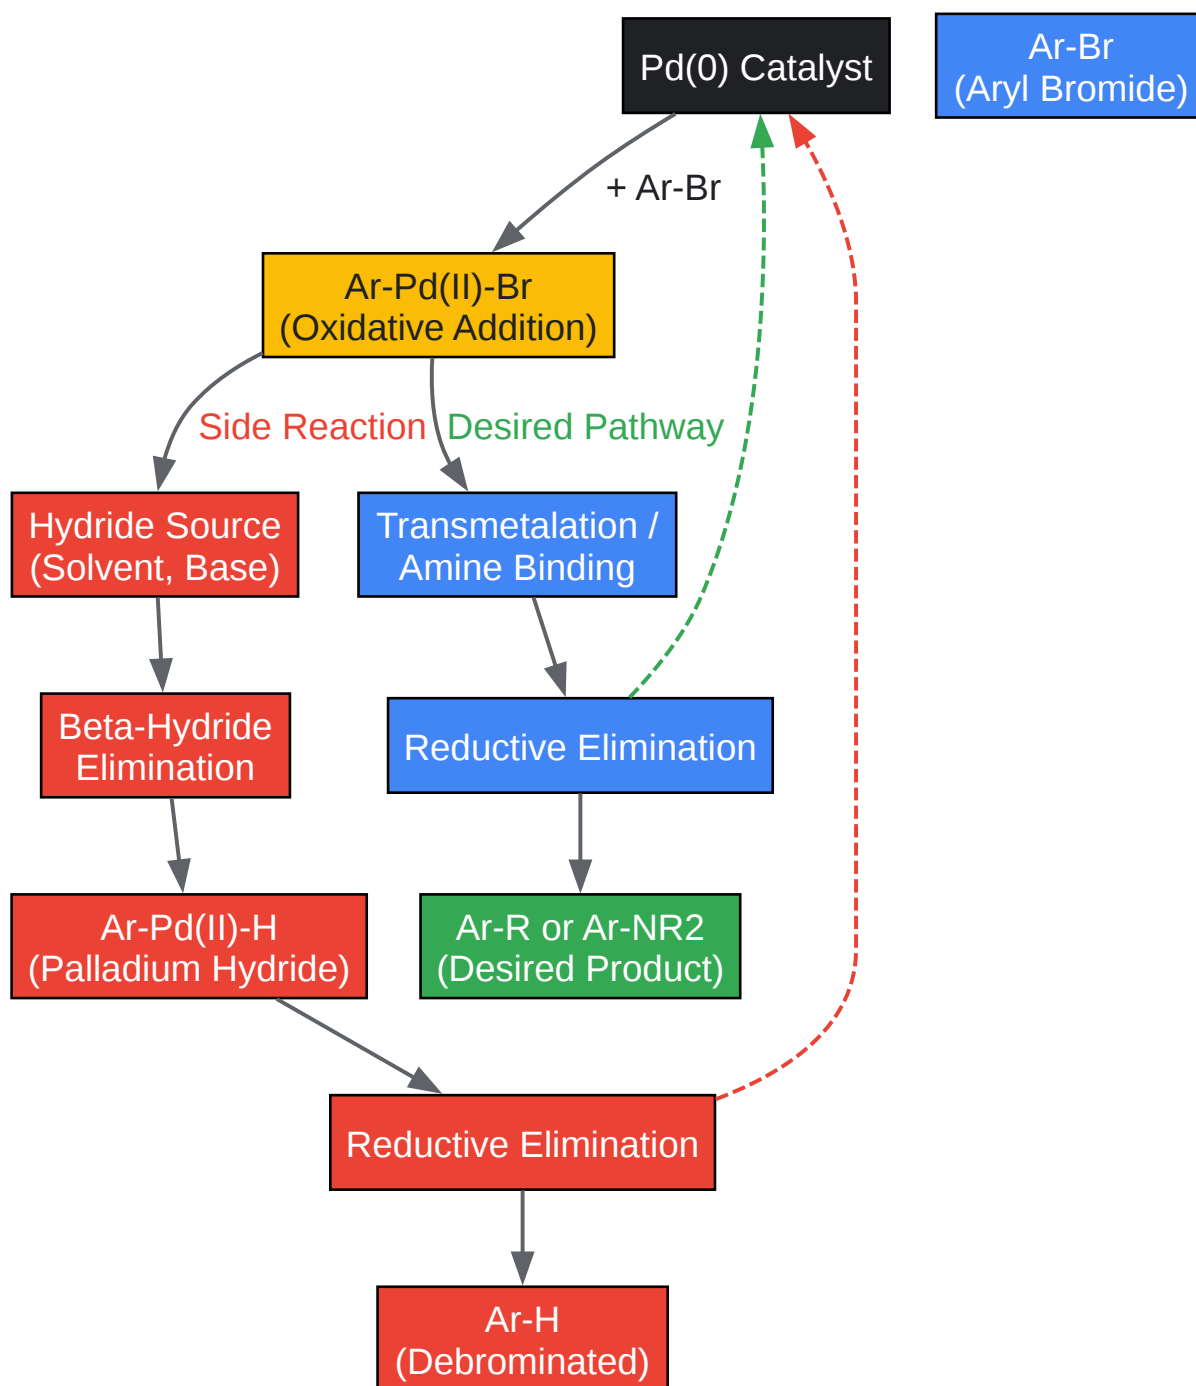 Pd(0) Catalyst
Ar-Br
(Aryl Bromide)
+ Ar-Br
Ar-Pd(II)-Br
(Oxidative Addition)
Side Reaction
Desired Pathway
Hydride Source
(Solvent, Base)
Transmetalation /
Amine Binding
Beta-Hydride
Elimination
Reductive Elimination
Ar-Pd(II)-H
(Palladium Hydride)
Ar-R or Ar-NR2
(Desired Product)
Reductive Elimination
Ar-H
(Debrominated)